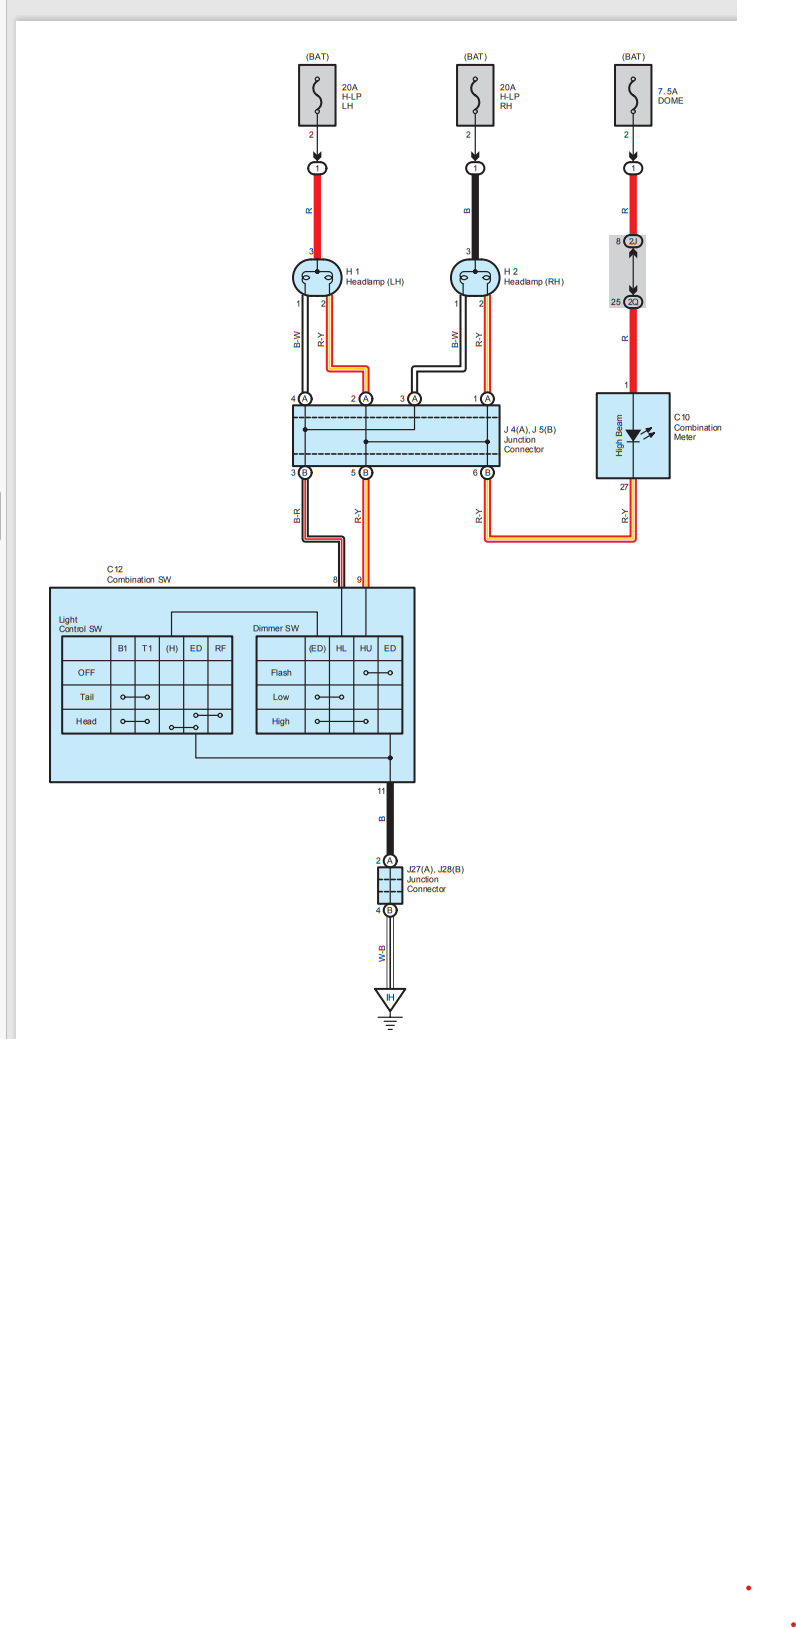 (BAT)
(BAT)
(BAT)
20A
H-LP
LH
20A
H-LP
RH
7. 5A
DOME
2
2
2
1
1
1
R
B
R
8
2J
25
2Q
R
3
3
H 1
Headlamp (LH)
H 2
Headlamp (RH)
1
2
1
2
B-W
R-Y
B-W
R-Y
1
4
A
2
A
3
A
1
A
High Beam
C10
Combination
Meter
J 4(A), J 5(B)
Junction
Connector
3
B
5
B
6
B
27
B-R
R-Y
R-Y
R-Y
C12
Combination SW
8
9
Light
Control SW
Dimmer SW
B1
T1
(H)
ED
RF
OFF
Tail
Head
(ED)
HL
HU
ED
Flash
Low
High
11
B
2
A
J27(A), J28(B)
Junction
Connector
4
B
W-B
IH